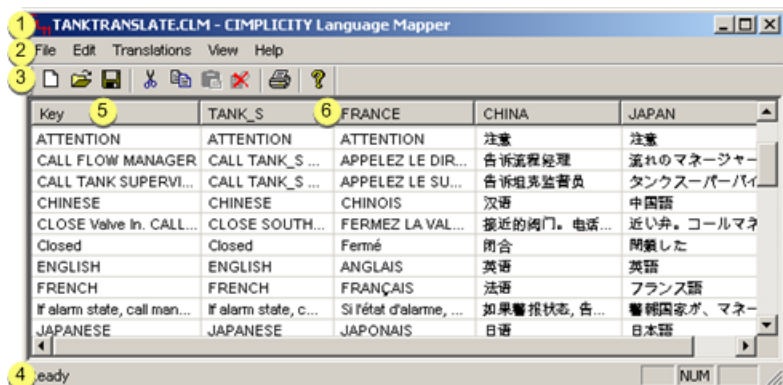 1 TANKTRANSLATE.CLM - CIMPLICITY Language Mapper
2 File Edit Translations View Help
3
Key 5 TANK_S 6 FRANCE CHINA JAPAN
ATTENTION ATTENTION ATTENTION 注意 注意
CALL FLOW MANAGER CALL TANK_S ... APPELEZ LE DIR... 告诉流程经理 流れのマネージャー
CALL TANK SUPERVI... CALL TANK_S ... APPELEZ LE SU... 告诉坦克监督员 タンクスーパーバイ
CHINESE CHINESE CHINOIS 汉语 中国語
CLOSE Valve In. CALL... CLOSE SOUTH... FERMEZ LA VAL... 接近的阀门。电话... 近い弁。コールマネ
Closed Closed Fermé 闭合 閉鎖した
ENGLISH ENGLISH ANGLAIS 英语 英語
FRENCH FRENCH FRANÇAIS 法语 フランス語
If alarm state, call man... If alarm state, c... Si l'état d'alarme, ... 如果警报状态, 告... 警報国家が、マネー
JAPANESE JAPANESE JAPONAIS 日语 日本語
4 eady NUM